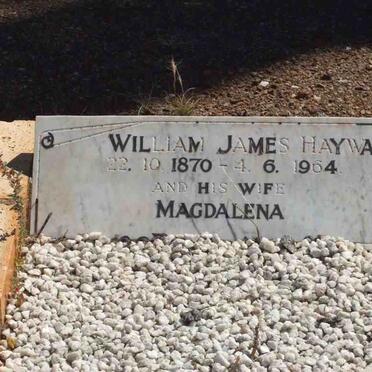 WILLIAM JAMES HAYWA
22. 10. 1870 - 4. 6. 1964.
AND HIS WIFE
MAGDALENA